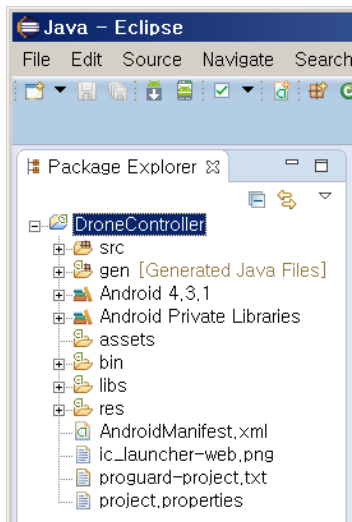 Java - Eclipse
File Edit Source Navigate Search
Package Explorer
DroneController
src
gen [Generated Java Files]
Android 4.3.1
Android Private Libraries
assets
bin
libs
res
AndroidManifest.xml
ic_launcher-web.png
proguard-project.txt
project.properties